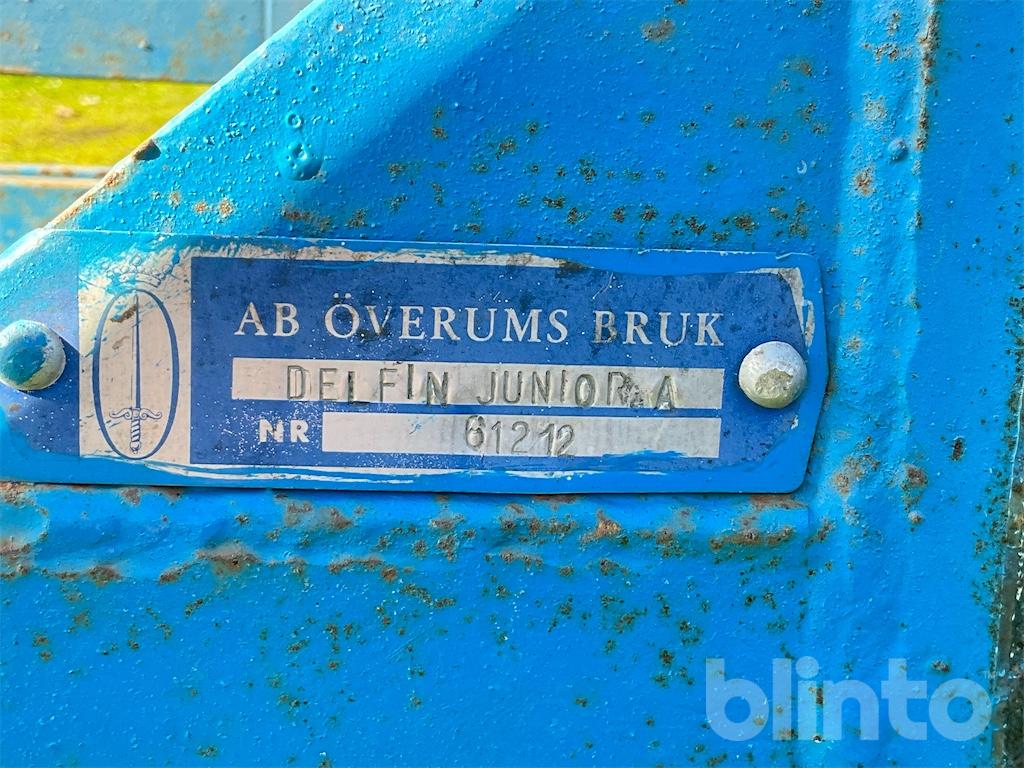 AB ÖVERUMS BRUK
DELFIN JUNIOR A
NR 61212
blinto